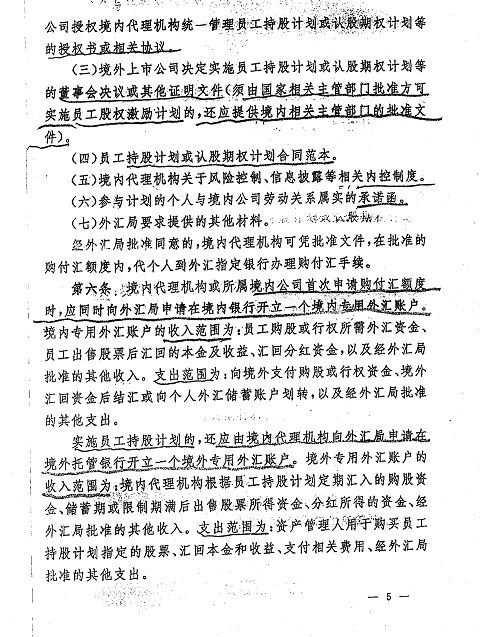 公司授权境内代理机构统一管理员工持股计划或认股期权计划等
的授权书或相关协议。
(三)境外上市公司决定实施员工持股计划或认股期权计划等
的董事会决议或其他证明文件(须由国家相关主管部门批准方可
实施员工股权激励计划的,还应提供境内相关主管部门的批准文
件)。
(四)员工持股计划或认股期权计划合同范本。
(五)境内代理机构关于风险控制、信息披露等相关内控制度。
(六)参与计划的个人与境内公司劳动关系属实的承诺函。
(七)外汇局要求提供的其他材料。
经外汇局批准同意的,境内代理机构可凭批准文件,在批准的
购付汇额度内,代个人到外汇指定银行办理购付汇手续。
第六条 境内代理机构或所属境内公司首次申请购付汇额度
时,应同时向外汇局申请在境内银行开立一个境内专用外汇账户。
境内专用外汇账户的收入范围为:员工购股或行权所需外汇资金、
员工出售股票后汇回的本金及收益、汇回分红资金,以及经外汇局
批准的其他收入。支出范围为:向境外支付购股或行权资金、境外
汇回资金后结汇或向个人外汇储蓄账户划转,以及经外汇局批准
的其他支出。
实施员工持股计划的,还应由境内代理机构向外汇局申请在
境外托管银行开立一个境外专用外汇账户。境外专用外汇账户的
收入范围为:境内代理机构根据员工持股计划定期汇入的购股资
金、储蓄期或限制期满后出售股票所得资金、分红所得的资金、经
外汇局批准的其他收入。支出范围为:资产管理人用于购买员工
持股计划指定的股票、汇回本金和收益、支付相关费用、经外汇局
批准的其他支出。
— 5 —